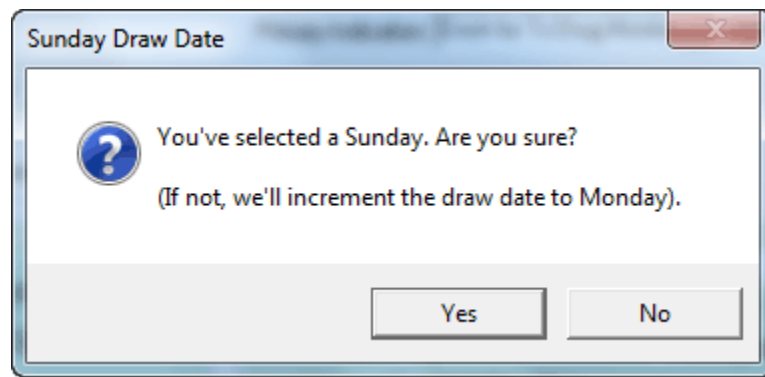 Sunday Draw Date
You've selected a Sunday. Are you sure?
(If not, we'll increment the draw date to Monday).
Yes
No